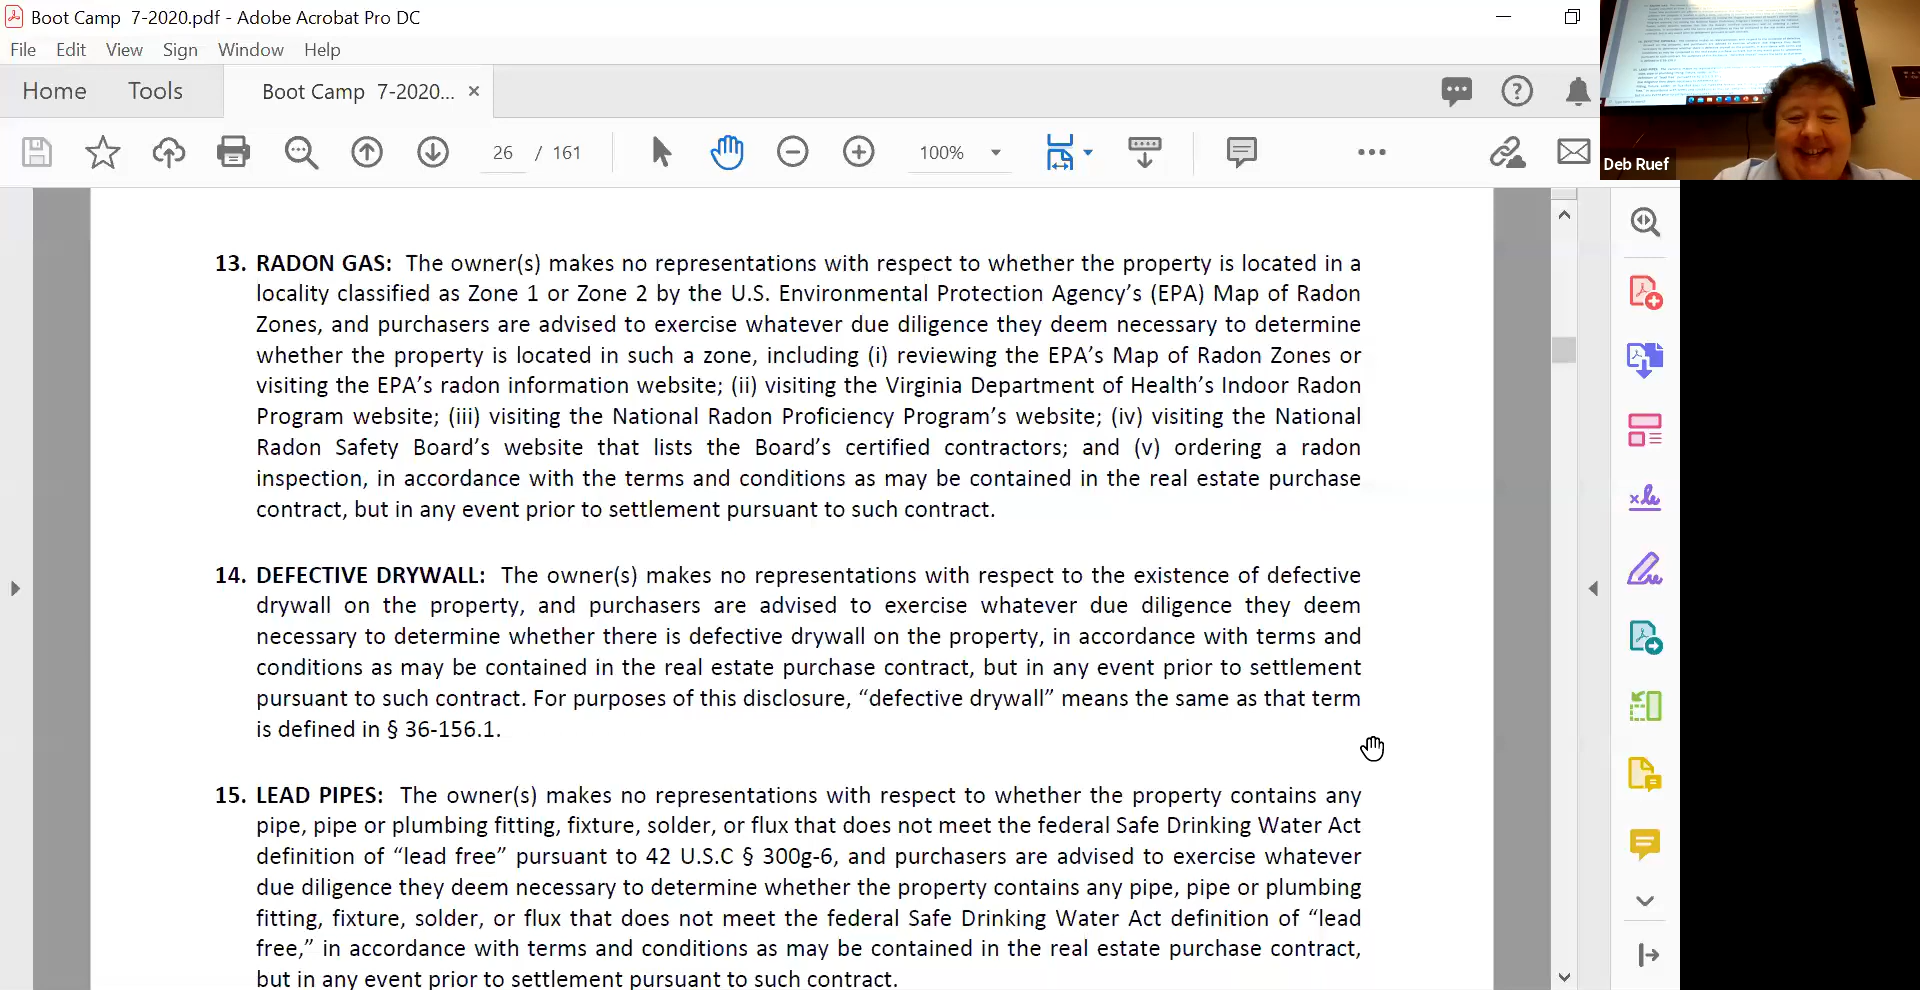 Boot Camp 7-2020.pdf - Adobe Acrobat Pro DC
File Edit View Sign Window Help
Home Tools Boot Camp 7-2020... ×
26 / 161 100%
Deb Ruef
13. RADON GAS: The owner(s) makes no representations with respect to whether the property is located in a
locality classified as Zone 1 or Zone 2 by the U.S. Environmental Protection Agency’s (EPA) Map of Radon
Zones, and purchasers are advised to exercise whatever due diligence they deem necessary to determine
whether the property is located in such a zone, including (i) reviewing the EPA’s Map of Radon Zones or
visiting the EPA’s radon information website; (ii) visiting the Virginia Department of Health’s Indoor Radon
Program website; (iii) visiting the National Radon Proficiency Program’s website; (iv) visiting the National
Radon Safety Board’s website that lists the Board’s certified contractors; and (v) ordering a radon
inspection, in accordance with the terms and conditions as may be contained in the real estate purchase
contract, but in any event prior to settlement pursuant to such contract.
14. DEFECTIVE DRYWALL: The owner(s) makes no representations with respect to the existence of defective
drywall on the property, and purchasers are advised to exercise whatever due diligence they deem
necessary to determine whether there is defective drywall on the property, in accordance with terms and
conditions as may be contained in the real estate purchase contract, but in any event prior to settlement
pursuant to such contract. For purposes of this disclosure, “defective drywall” means the same as that term
is defined in § 36-156.1.
15. LEAD PIPES: The owner(s) makes no representations with respect to whether the property contains any
pipe, pipe or plumbing fitting, fixture, solder, or flux that does not meet the federal Safe Drinking Water Act
definition of “lead free” pursuant to 42 U.S.C § 300g-6, and purchasers are advised to exercise whatever
due diligence they deem necessary to determine whether the property contains any pipe, pipe or plumbing
fitting, fixture, solder, or flux that does not meet the federal Safe Drinking Water Act definition of “lead
free,” in accordance with terms and conditions as may be contained in the real estate purchase contract,
but in any event prior to settlement pursuant to such contract.